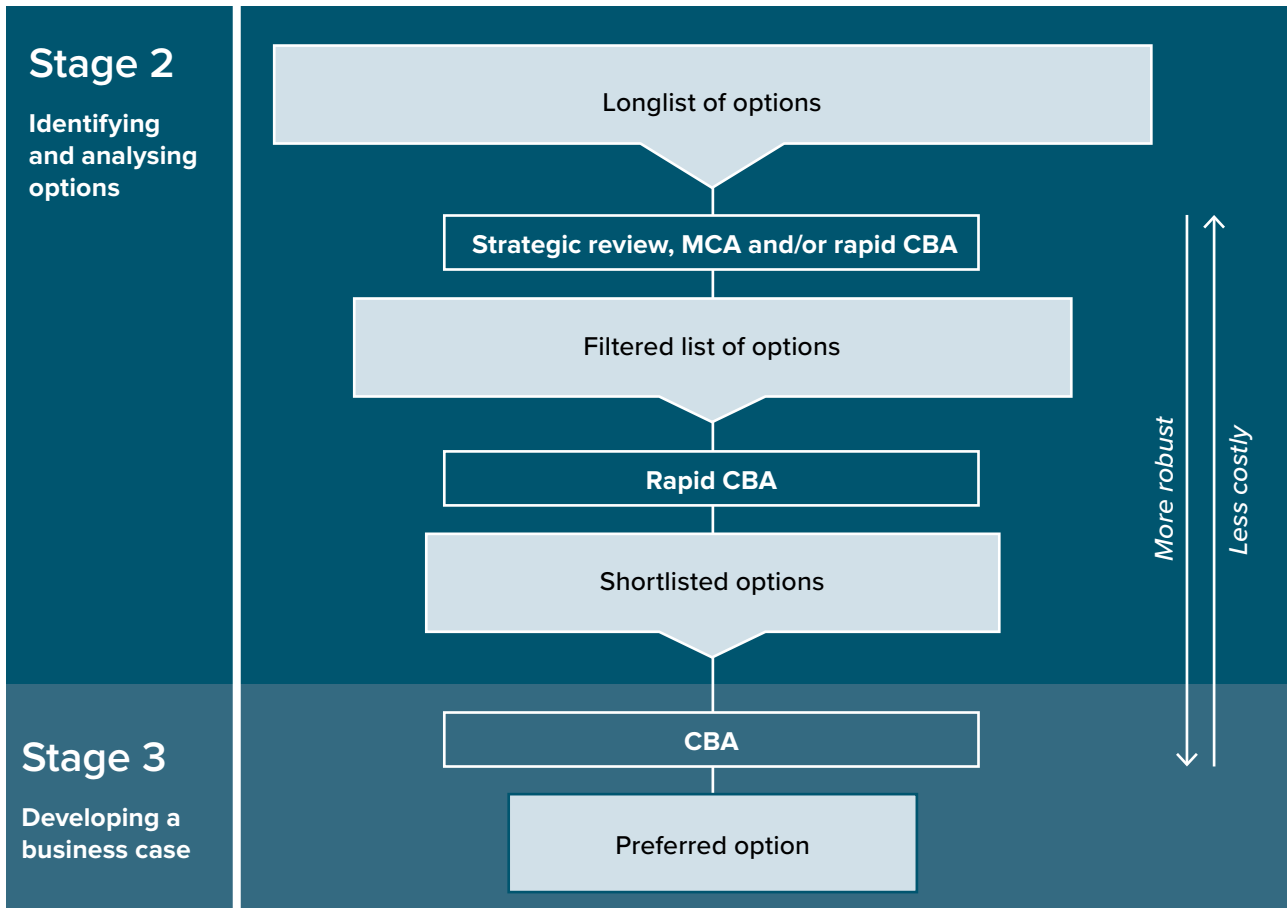 Stage 2
Identifying
and analysing
options
Longlist of options
Strategic review, MCA and/or rapid CBA
Filtered list of options
Rapid CBA
Shortlisted options
More robust
Less costly
Stage 3
Developing a
business case
CBA
Preferred option